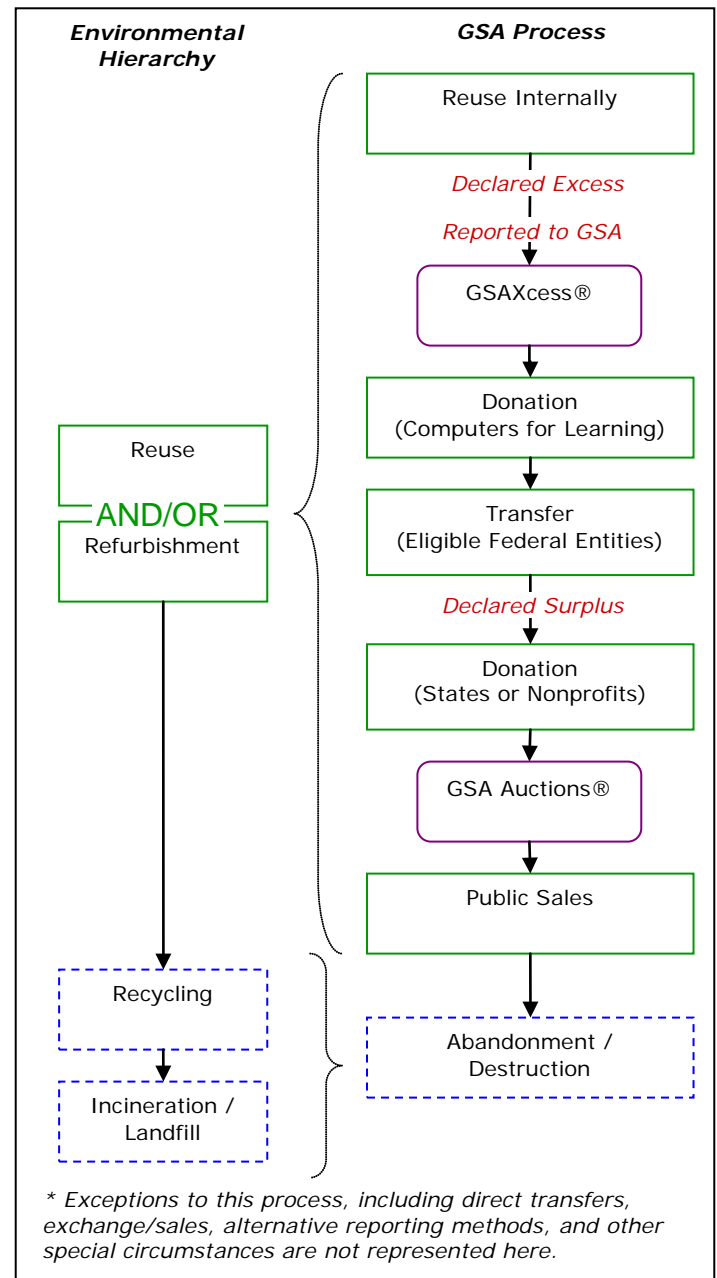 Environmental
Hierarchy
GSA Process
Reuse Internally
Declared Excess
Reported to GSA
GSAXcess®
Donation
(Computers for Learning)
Reuse
AND/OR
Refurbishment
Transfer
(Eligible Federal Entities)
Declared Surplus
Donation
(States or Nonprofits)
GSA Auctions®
Public Sales
Recycling
Abandonment /
Destruction
Incineration /
Landfill
* Exceptions to this process, including direct transfers,
exchange/sales, alternative reporting methods, and other
special circumstances are not represented here.